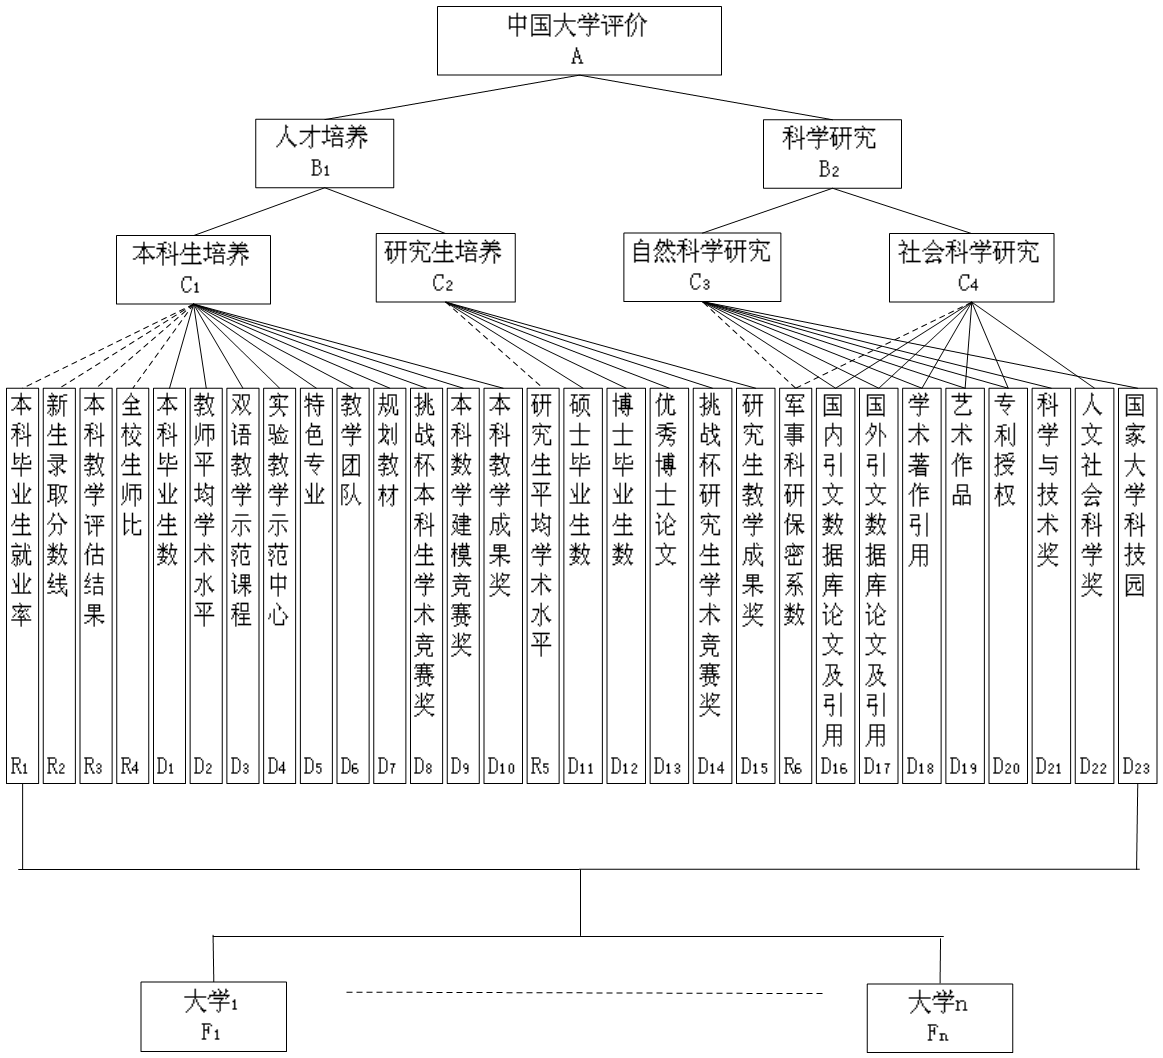 中国大学评价
A
人才培养
B1
科学研究
B2
本科生培养
C1
研究生培养
C2
自然科学研究
C3
社会科学研究
C4
本科毕业生就业率
R1
新生录取分数线
R2
本科教学评估结果
R3
全校生师比
R4
本科毕业生数
D1
教师平均学术水平
D2
双语教学示范课程
D3
实验教学示范中心
D4
特色专业
D5
教学团队
D6
规划教材
D7
挑战杯本科生学术竞赛奖
D8
本科数学建模竞赛奖
D9
本科教学成果奖
D10
研究生平均学术水平
R5
硕士毕业生数
D11
博士毕业生数
D12
优秀博士论文
D13
挑战杯研究生学术竞赛奖
D14
研究生教学成果奖
D15
军事科研保密系数
R6
国内引文数据库论文及引用
D16
国外引文数据库论文及引用
D17
学术著作引用
D18
艺术作品
D19
专利授权
D20
科学与技术奖
D21
人文社会科学奖
D22
国家大学科技园
D23
大学1
F1
大学n
Fn